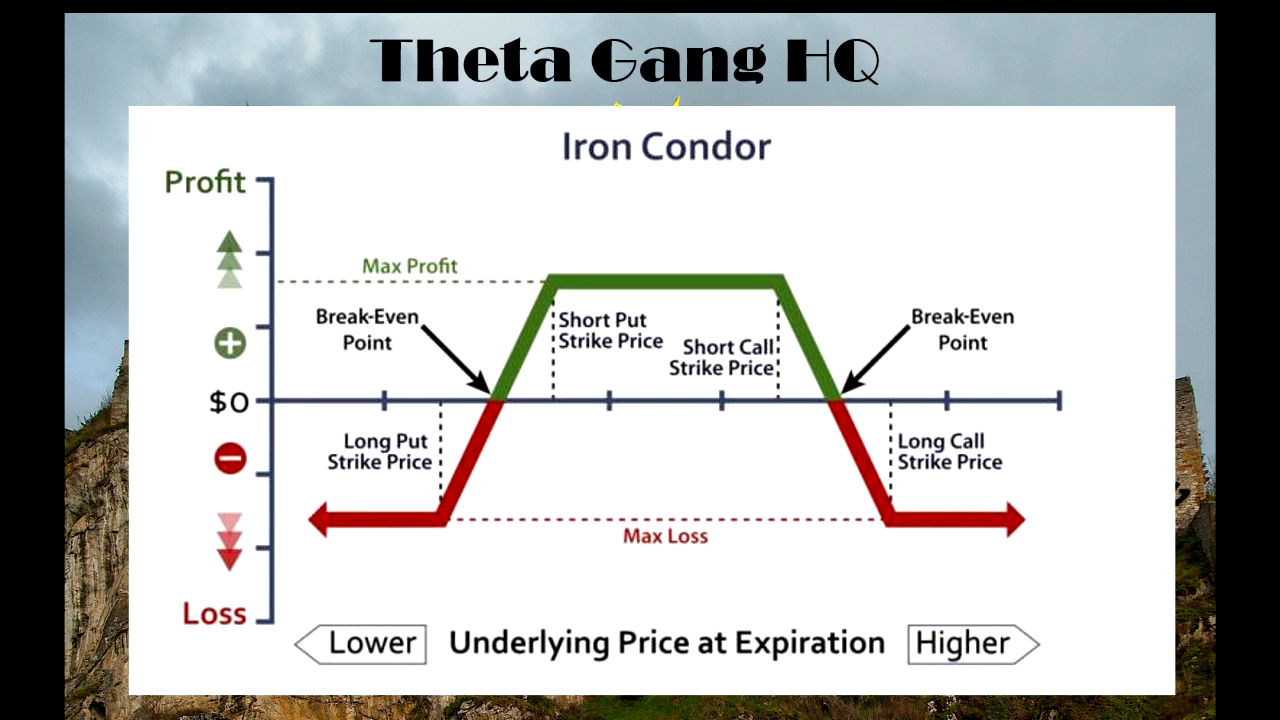 Theta Gang HQ
Iron Condor
Profit
Max Profit
Break-Even
Point
Short Put
Strike Price
Short Call
Strike Price
Break-Even
Point
$0
Long Put
Strike Price
Long Call
Strike Price
Max Loss
Loss
Lower
Underlying Price at Expiration
Higher